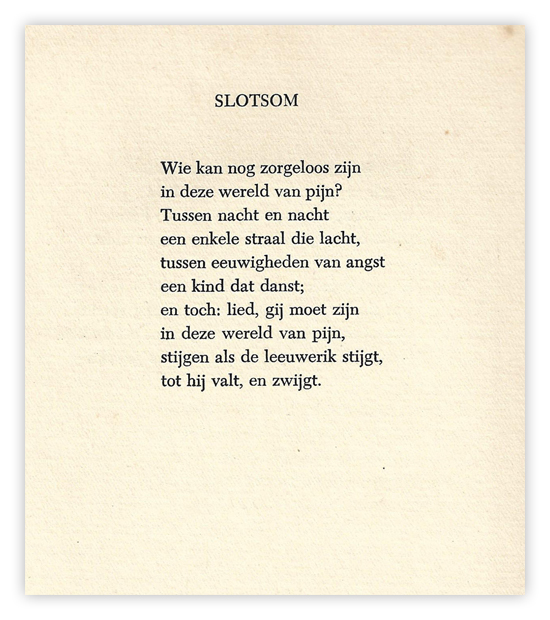 SLOTSOM
Wie kan nog zorgeloos zijn
in deze wereld van pijn?
Tussen nacht en nacht
een enkele straal die lacht,
tussen eeuwigheden van angst
een kind dat danst;
en toch: lied, gij moet zijn
in deze wereld van pijn,
stijgen als de leeuwerik stijgt,
tot hij valt, en zwijgt.